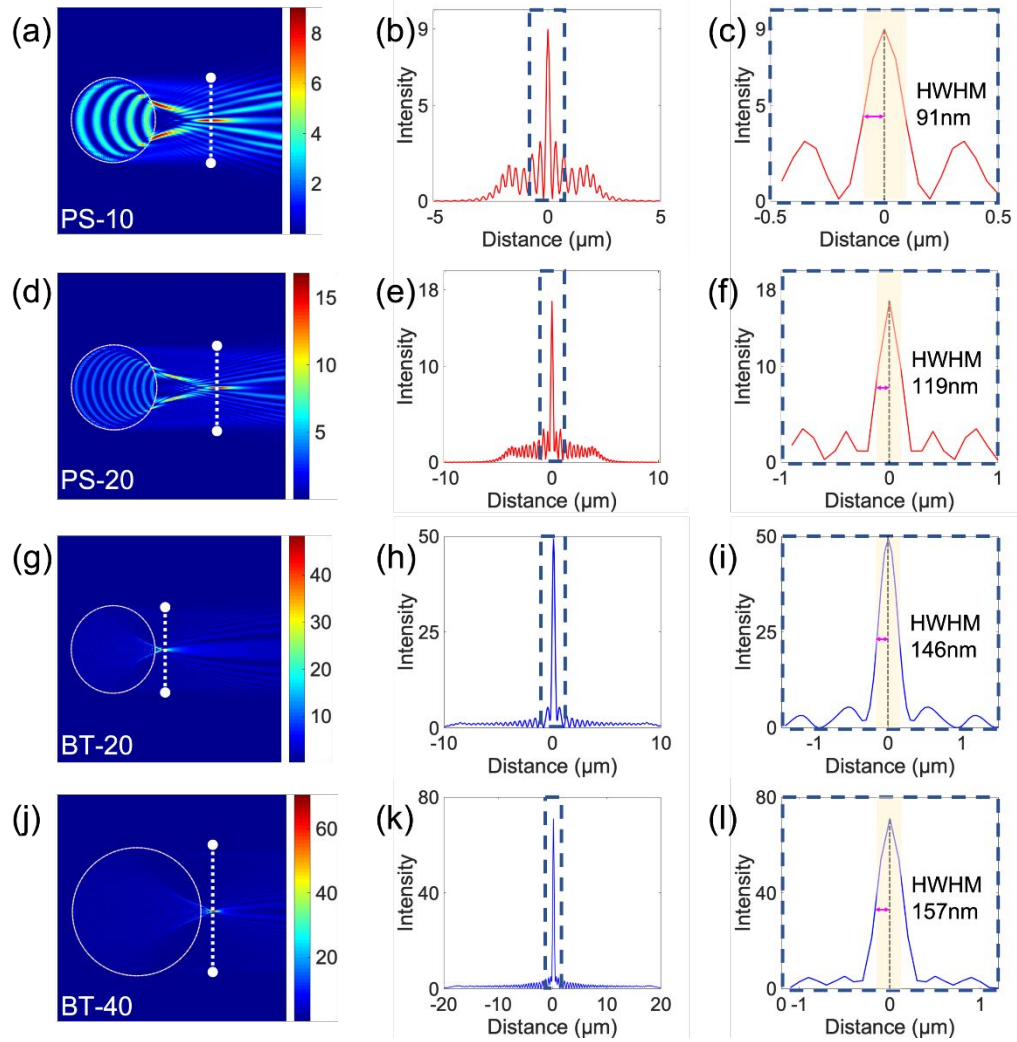 (a)
8
6
4
2
PS-10
(b)
Intensity
9
5
0
-5
0
5
Distance (µm)
(c)
Intensity
9
5
0
-0.5
0
0.5
Distance (µm)
HWHM
91nm
(d)
15
10
5
PS-20
(e)
Intensity
18
10
0
-10
0
10
Distance (µm)
(f)
Intensity
18
10
0
-1
0
1
Distance (µm)
HWHM
119nm
(g)
40
30
20
10
BT-20
(h)
Intensity
50
25
0
-10
0
10
Distance (µm)
(i)
Intensity
50
25
0
-1
0
1
Distance (µm)
HWHM
146nm
(j)
60
40
20
BT-40
(k)
Intensity
80
40
0
-20
-10
0
10
20
Distance (µm)
(l)
Intensity
80
40
0
-1
0
1
Distance (µm)
HWHM
157nm